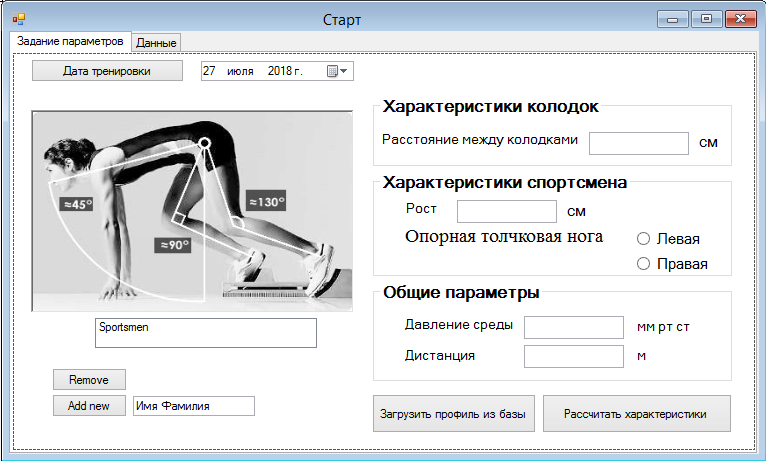 Старт
Задание параметров
Данные
Дата тренировки
27 июля 2018 г.
≈45°
≈130°
≈90°
Sportsmen
Remove
Add new
Имя Фамилия
Характеристики колодок
Расстояние между колодками см
Характеристики спортсмена
Рост см
Опорная толчковая нога
Левая
Правая
Общие параметры
Давление среды мм рт ст
Дистанция м
Загрузить профиль из базы
Рассчитать характеристики